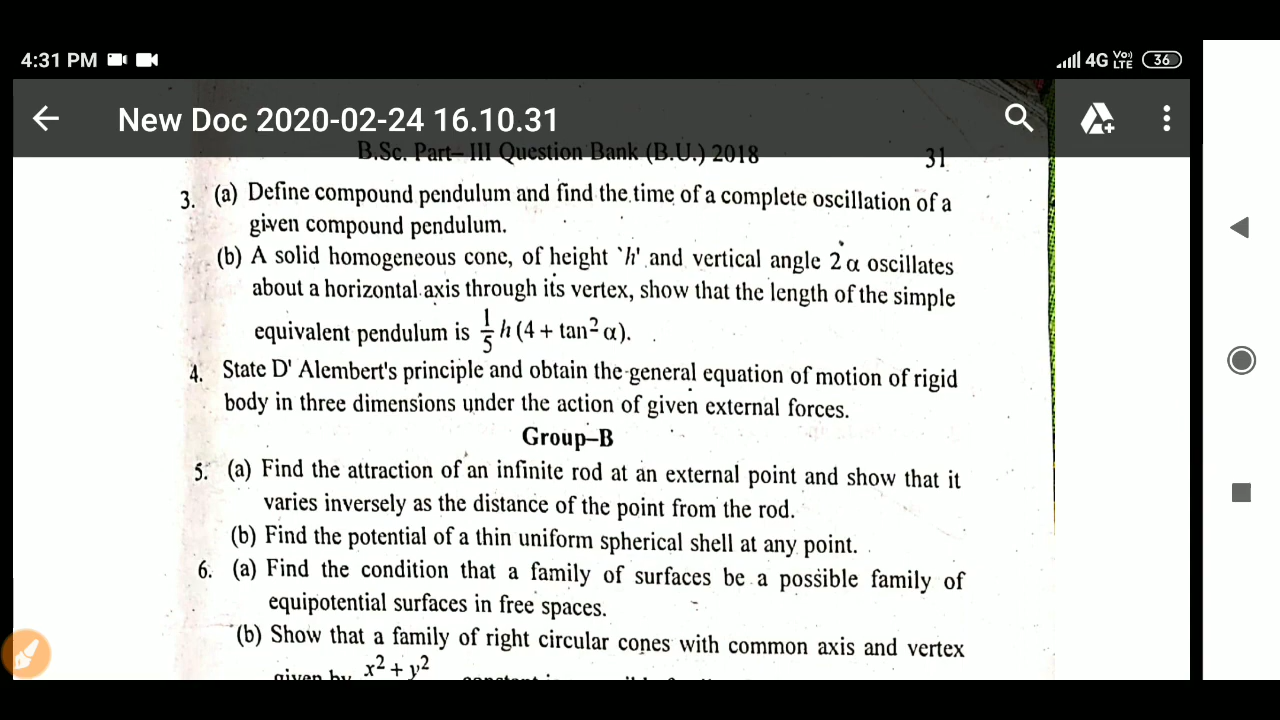 4:31 PM 4G Vo) LTE 36
New Doc 2020-02-24 16.10.31
B.Sc. Part– III Question Bank (B.U.) 2018 31
3. (a) Define compound pendulum and find the time of a complete oscillation of a
given compound pendulum.
(b) A solid homogeneous cone, of height `h' and vertical angle 2α oscillates
about a horizontal axis through its vertex, show that the length of the simple
equivalent pendulum is 1/5 h (4 + tan² α).
4. State D' Alembert's principle and obtain the general equation of motion of rigid
body in three dimensions under the action of given external forces.
Group–B
5. (a) Find the attraction of an infinite rod at an external point and show that it
varies inversely as the distance of the point from the rod.
(b) Find the potential of a thin uniform spherical shell at any point.
6. (a) Find the condition that a family of surfaces be a possible family of
equipotential surfaces in free spaces.
(b) Show that a family of right circular cones with common axis and vertex
given by x² + y²